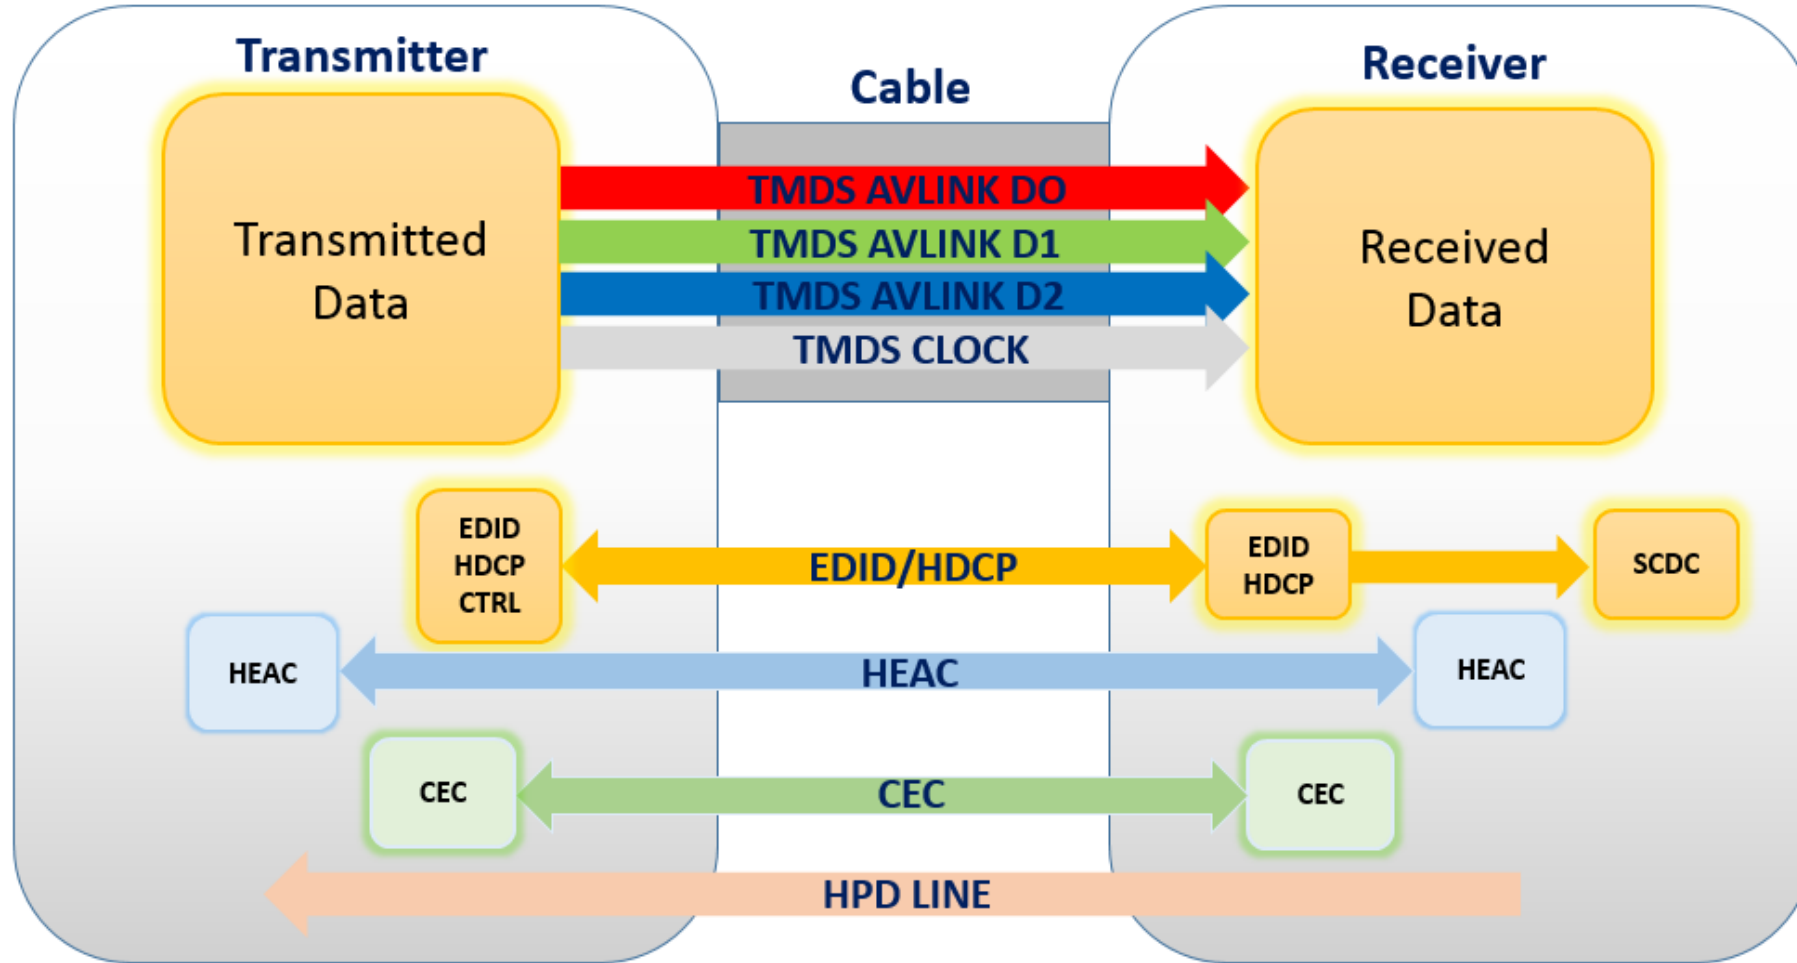 Transmitter
Cable
Receiver
Transmitted
Data
TMDS AVLINK DO
TMDS AVLINK D1
TMDS AVLINK D2
TMDS CLOCK
Received
Data
EDID
HDCP
CTRL
EDID/HDCP
EDID
HDCP
SCDC
HEAC
HEAC
HEAC
CEC
CEC
CEC
HPD LINE